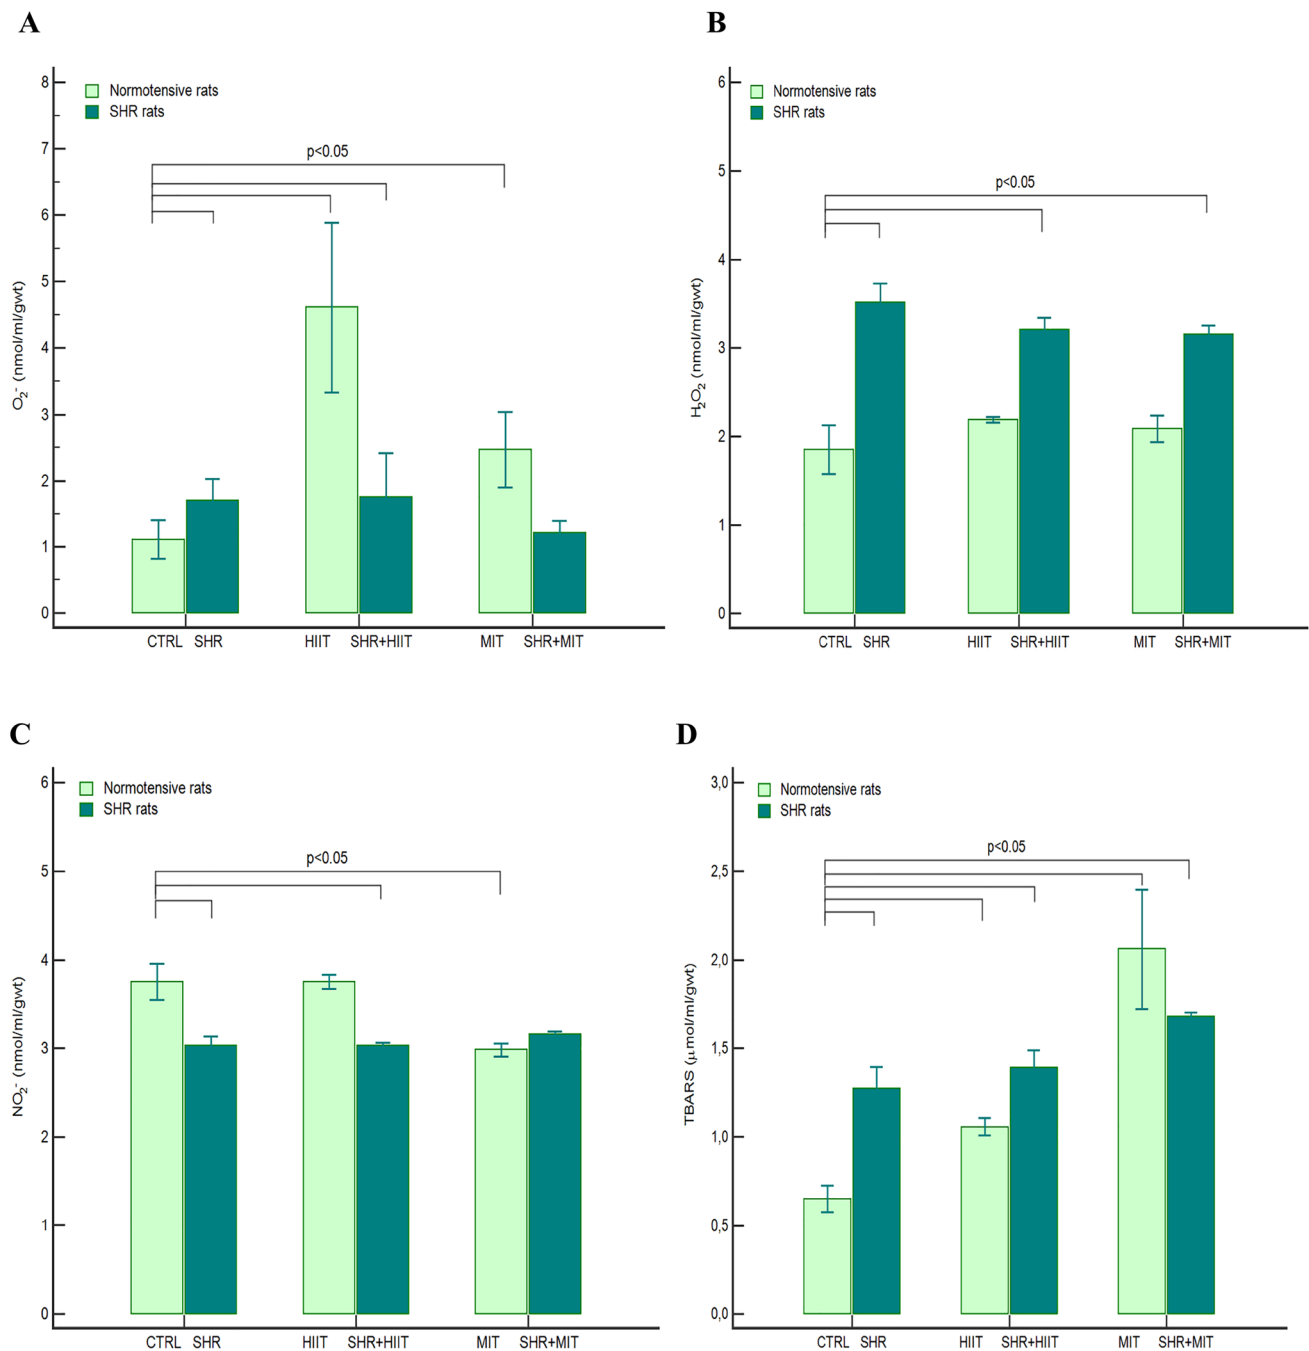 A
8
7
6
5
4
3
2
1
0
O₂⁻ (nmol/ml/gwt)
Normotensive rats
SHR rats
p<0.05
CTRL SHR HIIT SHR+HIIT MIT SHR+MIT
B
6
5
4
3
2
1
0
H₂O₂ (nmol/ml/gwt)
Normotensive rats
SHR rats
p<0.05
CTRL SHR HIIT SHR+HIIT MIT SHR+MIT
C
6
5
4
3
2
1
0
NO₂⁻ (nmol/ml/gwt)
Normotensive rats
SHR rats
p<0.05
CTRL SHR HIIT SHR+HIIT MIT SHR+MIT
D
3,0
2,5
2,0
1,5
1,0
0,5
0,0
TBARS (μmol/ml/gwt)
Normotensive rats
SHR rats
p<0.05
CTRL SHR HIIT SHR+HIIT MIT SHR+MIT